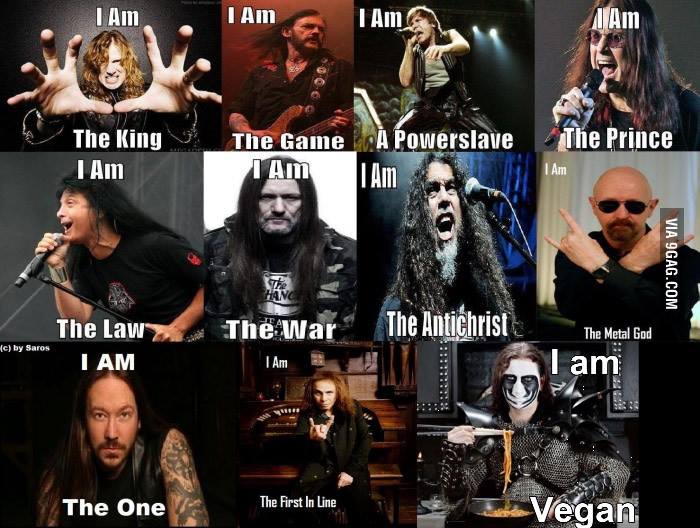 I Am
The King
I Am
The Game
I Am
A Powerslave
I Am
The Prince
I Am
The Law
I Am
The War
I Am
The Antichrist
I Am
The Metal God
VIA 9GAG.COM
(c) by Saros
I AM
The One
I Am
The First In Line
I am
Vegan